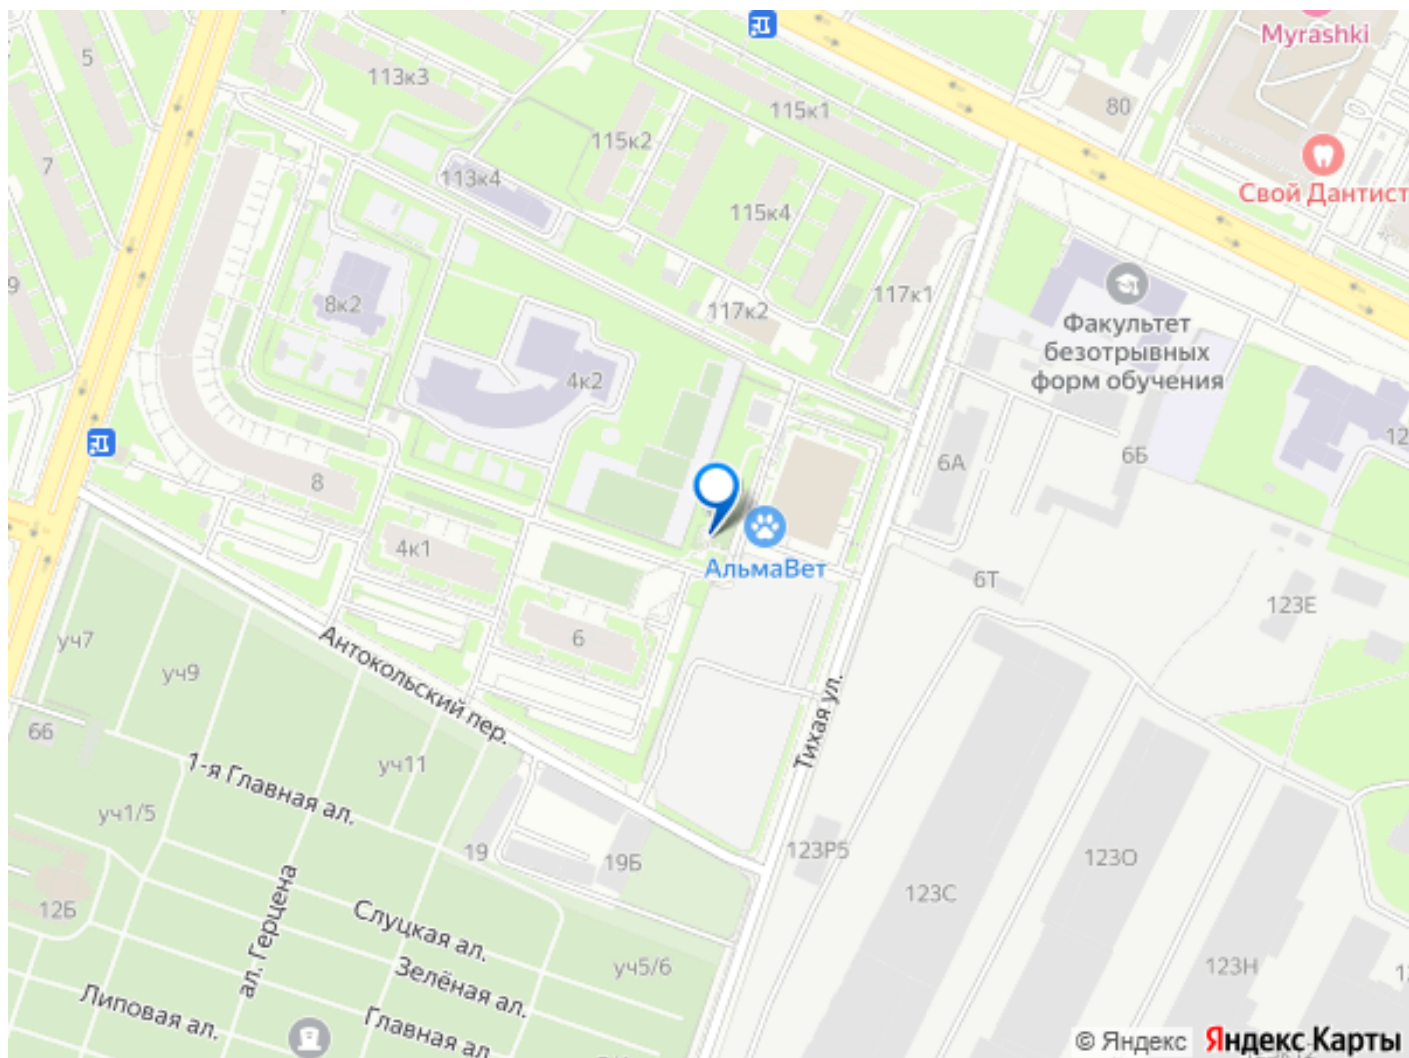 Myrashki
5
113к3
115к1
80
7
115к2
Свой Дантист
113к4
115к4
9
8к2
117к2
117к1
Факультет
безотрывных
форм обучения
4к2
12
6Б
6А
8
4к1
АльмаВет
6Т
123Е
уч7
6
Антокольский пер.
уч9
Тихая ул.
6б
1-я Главная ал.
уч11
уч1/5
19
19Б
123Р5
123О
123С
12Б
ал. Герцена
Слуцкая ал.
Зелёная ал.
уч5/6
123Н
Липовая ал.
Главная ал.
© Яндекс Яндекс Карты